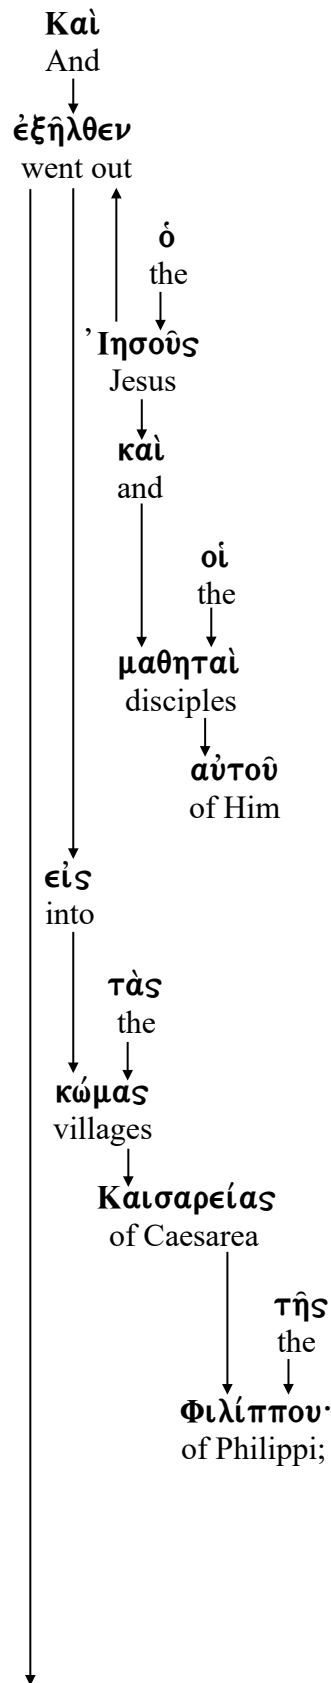 Καὶ
And
ἐξῆλθεν
went out
ὁ
the
Ἰησοῦς
Jesus
καὶ
and
οἱ
the
μαθηταὶ
disciples
αὐτοῦ
of Him
εἰς
into
τὰς
the
κώμας
villages
Καισαρείας
of Caesarea
τῆς
the
Φιλίππου·
of Philippi;